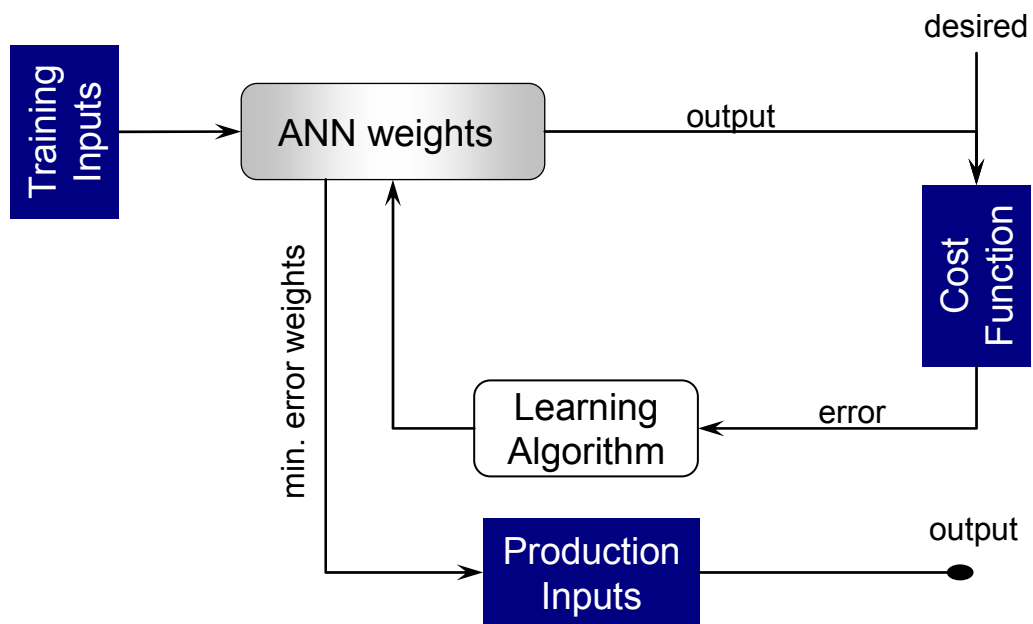 desired
Training
Inputs
ANN weights
output
Cost
Function
min. error weights
Learning
Algorithm
error
Production
Inputs
output